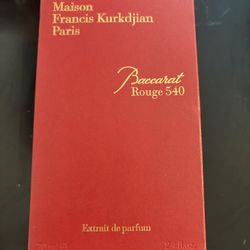 Maison
Francis Kurkdjian
Paris
Baccarat
Rouge 540
Extrait de parfum